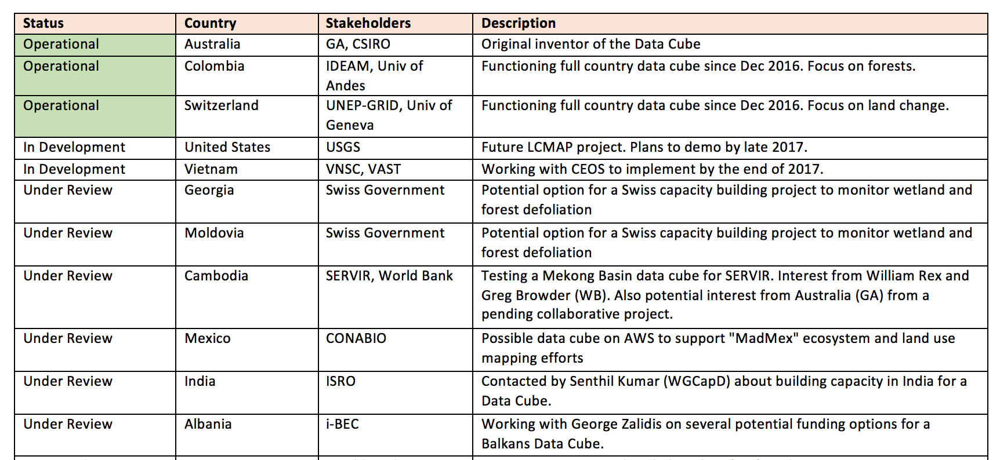 Status Country Stakeholders Description
Operational Australia GA, CSIRO Original inventor of the Data Cube
Operational Colombia IDEAM, Univ of Functioning full country data cube since Dec 2016. Focus on forests.
Andes
Operational Switzerland UNEP-GRID, Univ of Functioning full country data cube since Dec 2016. Focus on land change.
Geneva
In Development United States USGS Future LCMAP project. Plans to demo by late 2017.
In Development Vietnam VNSC, VAST Working with CEOS to implement by the end of 2017.
Under Review Georgia Swiss Government Potential option for a Swiss capacity building project to monitor wetland and
forest defoliation
Under Review Moldovia Swiss Government Potential option for a Swiss capacity building project to monitor wetland and
forest defoliation
Under Review Cambodia SERVIR, World Bank Testing a Mekong Basin data cube for SERVIR. Interest from William Rex and
Greg Browder (WB). Also potential interest from Australia (GA) from a
pending collaborative project.
Under Review Mexico CONABIO Possible data cube on AWS to support "MadMex" ecosystem and land use
mapping efforts
Under Review India ISRO Contacted by Senthil Kumar (WGCapD) about building capacity in India for a
Data Cube.
Under Review Albania i-BEC Working with George Zalidis on several potential funding options for a
Balkans Data Cube.